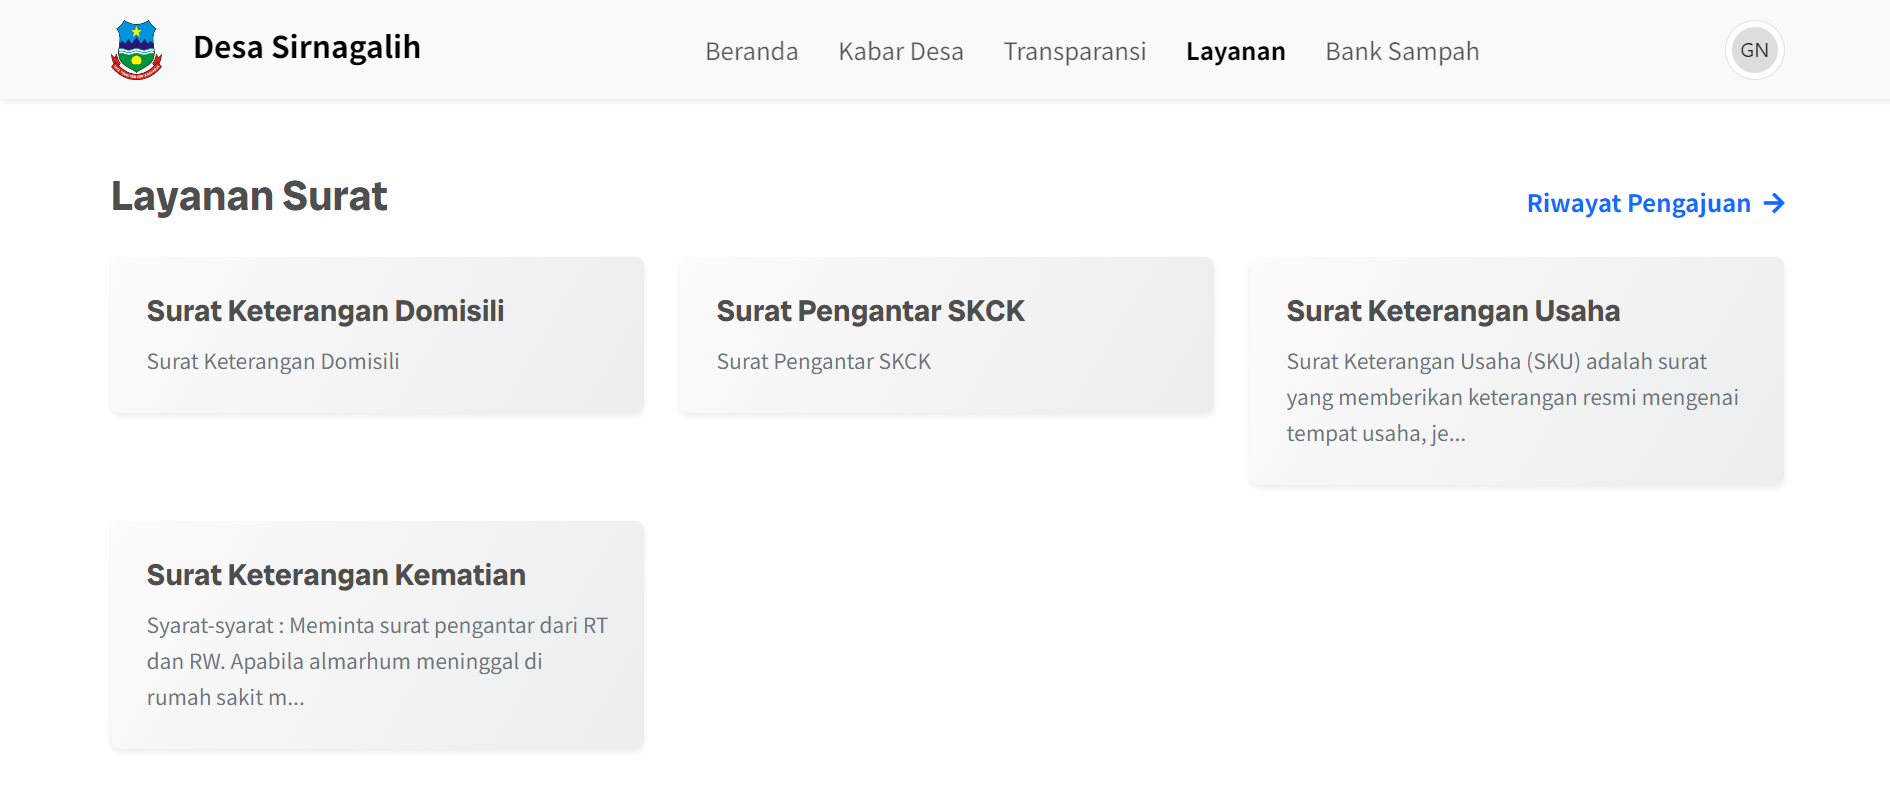 Desa Sirnagalih
Beranda
Kabar Desa
Transparansi
Layanan
Bank Sampah
GN
Layanan Surat
Riwayat Pengajuan
Surat Keterangan Domisili
Surat Keterangan Domisili
Surat Pengantar SKCK
Surat Pengantar SKCK
Surat Keterangan Usaha
Surat Keterangan Usaha (SKU) adalah surat
yang memberikan keterangan resmi mengenai
tempat usaha, je...
Surat Keterangan Kematian
Syarat-syarat : Meminta surat pengantar dari RT
dan RW. Apabila almarhum meninggal di
rumah sakit m...